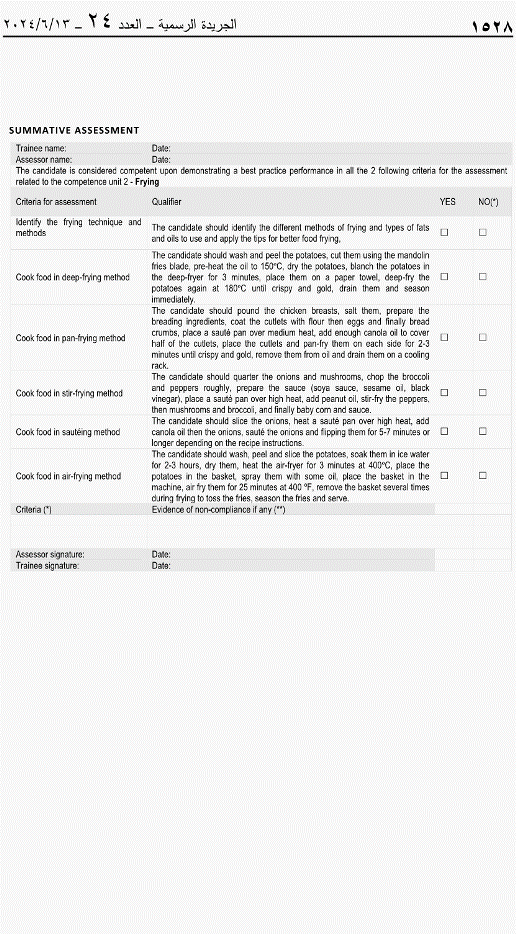 ١٥٢٨ الجريدة الرسمية – العدد ٢٤ – ٢٠٢٤/٦/١٣
SUMMATIVE ASSESSMENT
Trainee name: Date:
Assessor name: Date:
The candidate is considered competent upon demonstrating a best practice performance in all the 2 following criteria for the assessment
related to the competence unit 2 - Frying
Criteria for assessment Qualifier YES NO(*)
Identify the frying technique and
methods
The candidate should identify the different methods of frying and types of fats
and oils to use and apply the tips for better food frying,
☐ ☐
Cook food in deep-frying method
The candidate should wash and peel the potatoes, cut them using the mandolin
fries blade, pre-heat the oil to 150°C, dry the potatoes, blanch the potatoes in
the deep-fryer for 3 minutes, place them on a paper towel, deep-fry the
potatoes again at 180°C until crispy and gold, drain them and season
immediately.
☐ ☐
Cook food in pan-frying method
The candidate should pound the chicken breasts, salt them, prepare the
breading ingredients, coat the cutlets with flour then eggs and finally bread
crumbs, place a sauté pan over medium heat, add enough canola oil to cover
half of the cutlets, place the cutlets and pan-fry them on each side for 2-3
minutes until crispy and gold, remove them from oil and drain them on a cooling
rack.
☐ ☐
Cook food in stir-frying method
The candidate should quarter the onions and mushrooms, chop the broccoli
and peppers roughly, prepare the sauce (soya sauce, sesame oil, black
vinegar), place a sauté pan over high heat, add peanut oil, stir-fry the peppers,
then mushrooms and broccoli, and finally baby corn and sauce.
☐ ☐
Cook food in sautéing method
The candidate should slice the onions, heat a sauté pan over high heat, add
canola oil then the onions, sauté the onions and flipping them for 5-7 minutes or
longer depending on the recipe instructions.
☐ ☐
Cook food in air-frying method
The candidate should wash, peel and slice the potatoes, soak them in ice water
for 2-3 hours, dry them, heat the air-fryer for 3 minutes at 400°C, place the
potatoes in the basket, spray them with some oil, place the basket in the
machine, air fry them for 25 minutes at 400 °F, remove the basket several times
during frying to toss the fries, season the fries and serve.
☐ ☐
Criteria (*) Evidence of non-compliance if any (**)
Assessor signature: Date:
Trainee signature: Date: